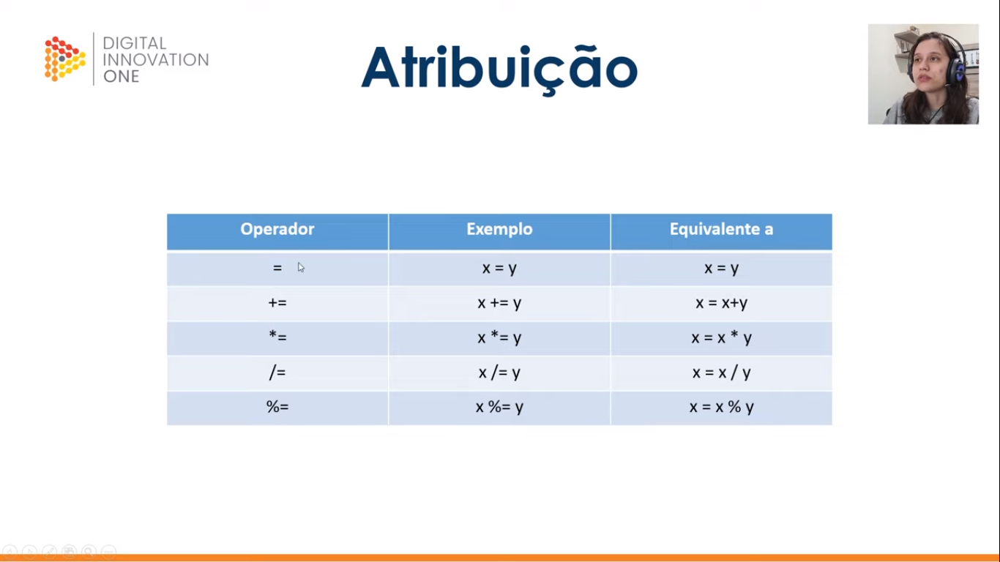 DIGITAL
INNOVATION
ONE
Atribuição
Operador Exemplo Equivalente a
= x = y x = y
+= x += y x = x+y
*= x *= y x = x * y
/= x /= y x = x / y
%= x %= y x = x % y